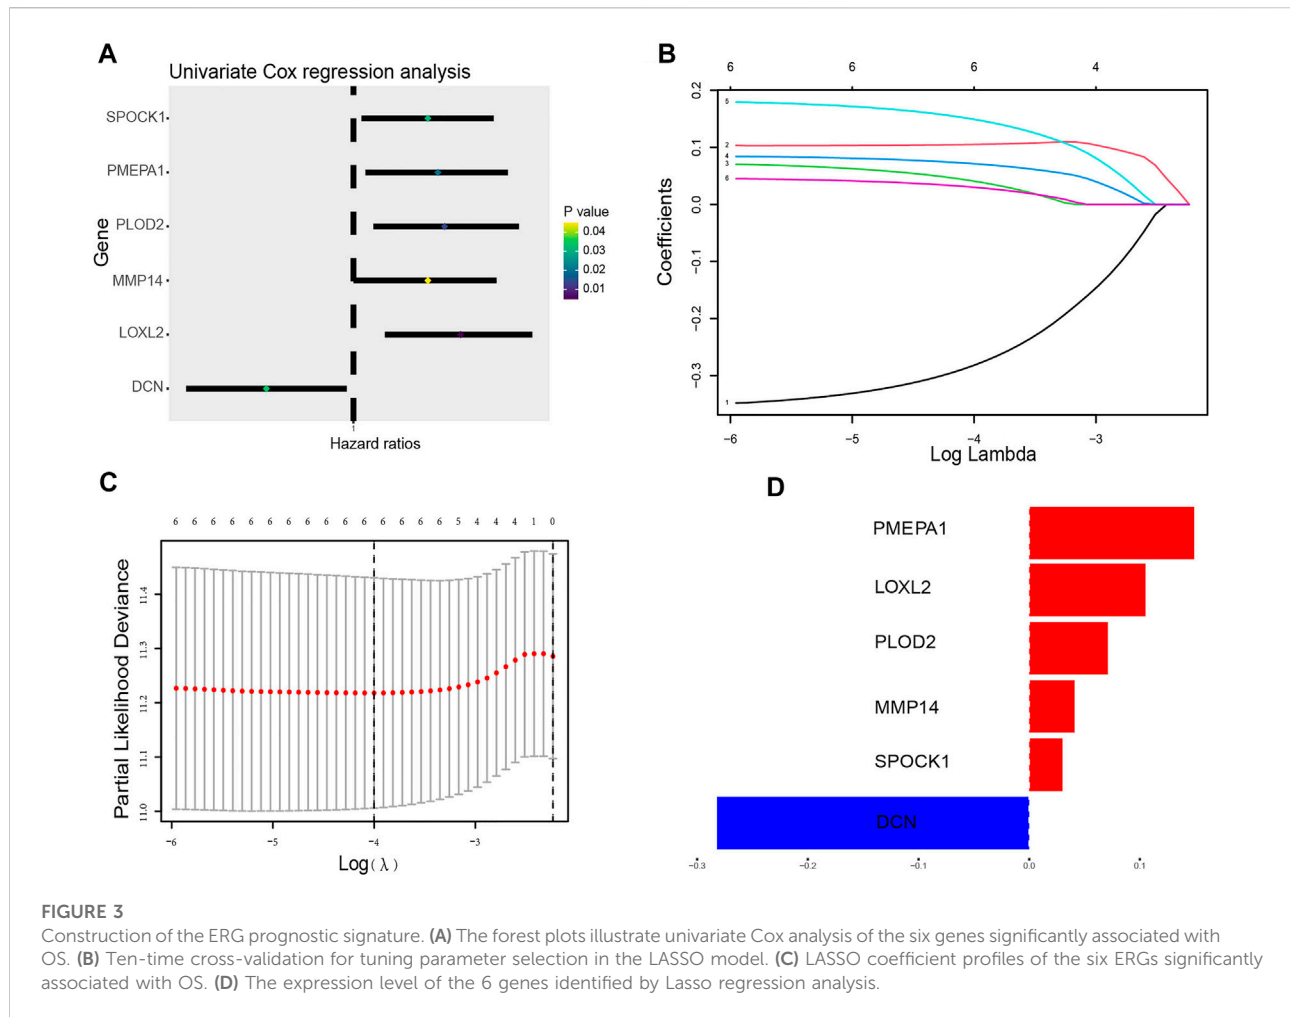 A
Univariate Cox regression analysis
Gene
SPOCK1
PMEPA1
PLOD2
MMP14
LOXL2
DCN
1
Hazard ratios
P value
0.04
0.03
0.02
0.01
B
6 6 6 4
Coefficients
0.2
0.1
0.0
−0.1
−0.2
−0.3
5
2
4
3
6
1
−6 −5 −4 −3
Log Lambda
C
6 6 6 6 6 6 6 6 6 6 6 6 6 6 6 5 4 4 4 1 0
Partial Likelihood Deviance
11.4
11.3
11.2
11.1
11.0
−6 −5 −4 −3
Log(λ)
D
PMEPA1
LOXL2
PLOD2
MMP14
SPOCK1
DCN
−0.3 −0.2 −0.1 0.0 0.1
FIGURE 3
Construction of the ERG prognostic signature. (A) The forest plots illustrate univariate Cox analysis of the six genes significantly associated with
OS. (B) Ten-time cross-validation for tuning parameter selection in the LASSO model. (C) LASSO coefficient profiles of the six ERGs significantly
associated with OS. (D) The expression level of the 6 genes identified by Lasso regression analysis.